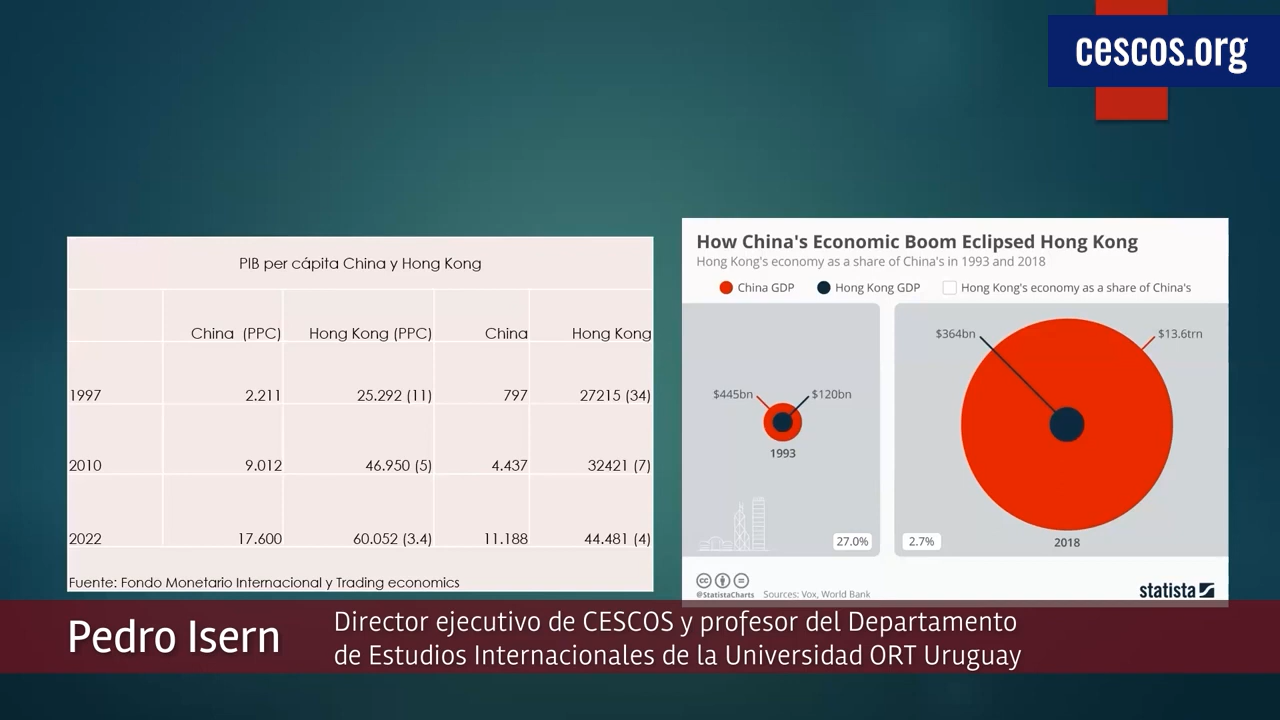 cescos.org
PIB per cápita China y Hong Kong
China (PPC) Hong Kong (PPC) China Hong Kong
1997 2.211 25.292 (11) 797 27215 (34)
2010 9.012 46.950 (5) 4.437 32421 (7)
2022 17.600 60.052 (3.4) 11.188 44.481 (4)
Fuente: Fondo Monetario Internacional y Trading economics
How China's Economic Boom Eclipsed Hong Kong
Hong Kong's economy as a share of China's in 1993 and 2018
China GDP Hong Kong GDP Hong Kong's economy as a share of China's
$445bn $120bn
1993
27.0%
$364bn $13.6trn
2.7%
2018
cc
@StatistaCharts Sources: Vox, World Bank
statista
Pedro Isern
Director ejecutivo de CESCOS y profesor del Departamento
de Estudios Internacionales de la Universidad ORT Uruguay